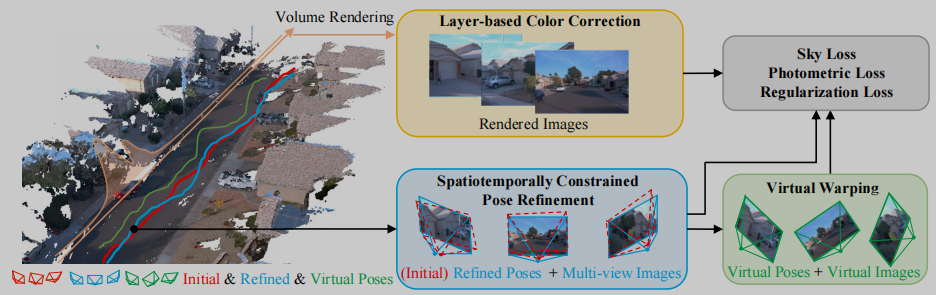 Volume Rendering
Layer-based Color Correction
Rendered Images
Sky Loss
Photometric Loss
Regularization Loss
Spatiotemporally Constrained
Pose Refinement
(Initial) Refined Poses + Multi-view Images
Virtual Warping
Virtual Poses + Virtual Images
Initial & Refined & Virtual Poses